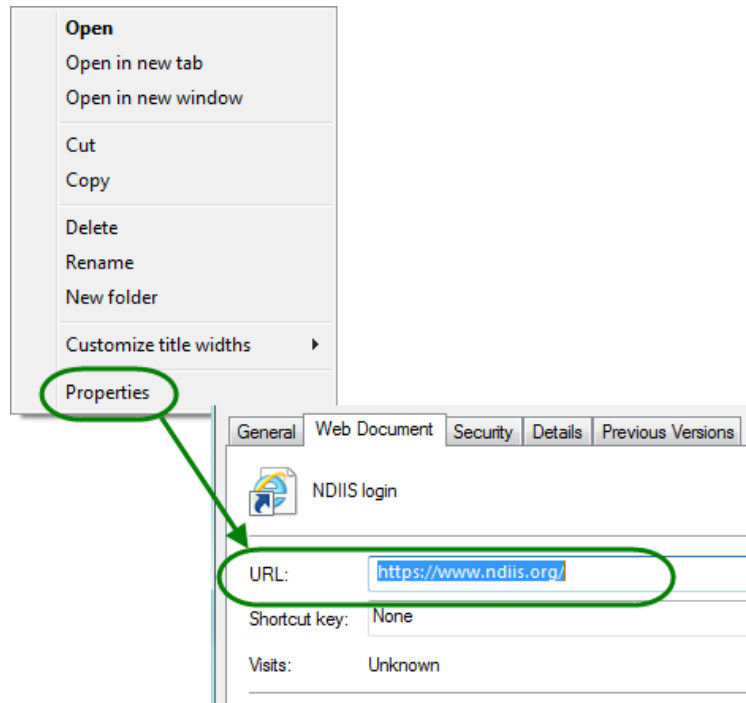 Open
Open in new tab
Open in new window
Cut
Copy
Delete
Rename
New folder
Customize title widths
Properties
General Web Document Security Details Previous Versions
NDIIS login
URL: https://www.ndiis.org/
Shortcut key: None
Visits: Unknown